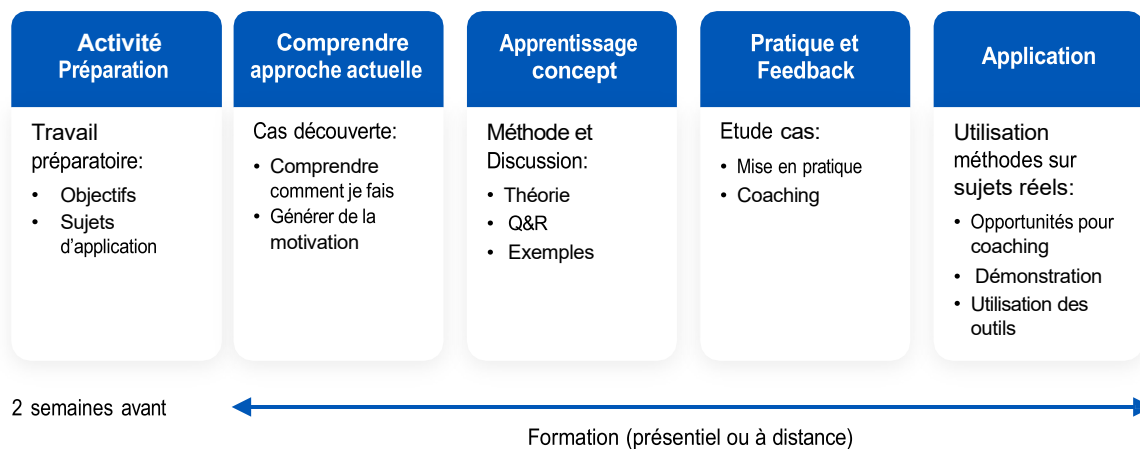 Activité
Préparation
Travail
préparatoire:
• Objectifs
• Sujets
d’application
Comprendre
approche actuelle
Cas découverte:
• Comprendre
comment je fais
• Générer de la
motivation
Apprentissage
concept
Méthode et
Discussion:
• Théorie
• Q&R
• Exemples
Pratique et
Feedback
Etude cas:
• Mise en pratique
• Coaching
Application
Utilisation
méthodes sur
sujets réels:
• Opportunités pour
coaching
• Démonstration
• Utilisation des
outils
2 semaines avant
Formation (présentiel ou à distance)